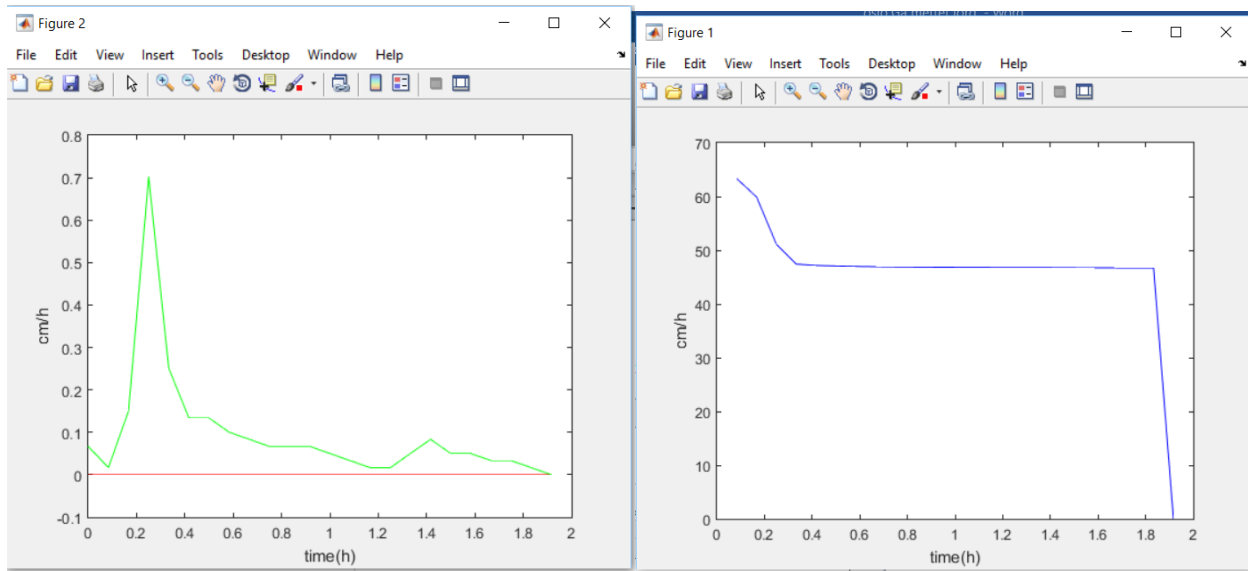 Figure 2
File Edit View Insert Tools Desktop Window Help
0.8
0.7
0.6
0.5
0.4
0.3
0.2
0.1
0
-0.1
cm/h
0 0.2 0.4 0.6 0.8 1 1.2 1.4 1.6 1.8 2
time(h)
Figure 1
File Edit View Insert Tools Desktop Window Help
70
60
50
40
30
20
10
0
cm/h
0 0.2 0.4 0.6 0.8 1 1.2 1.4 1.6 1.8 2
time(h)